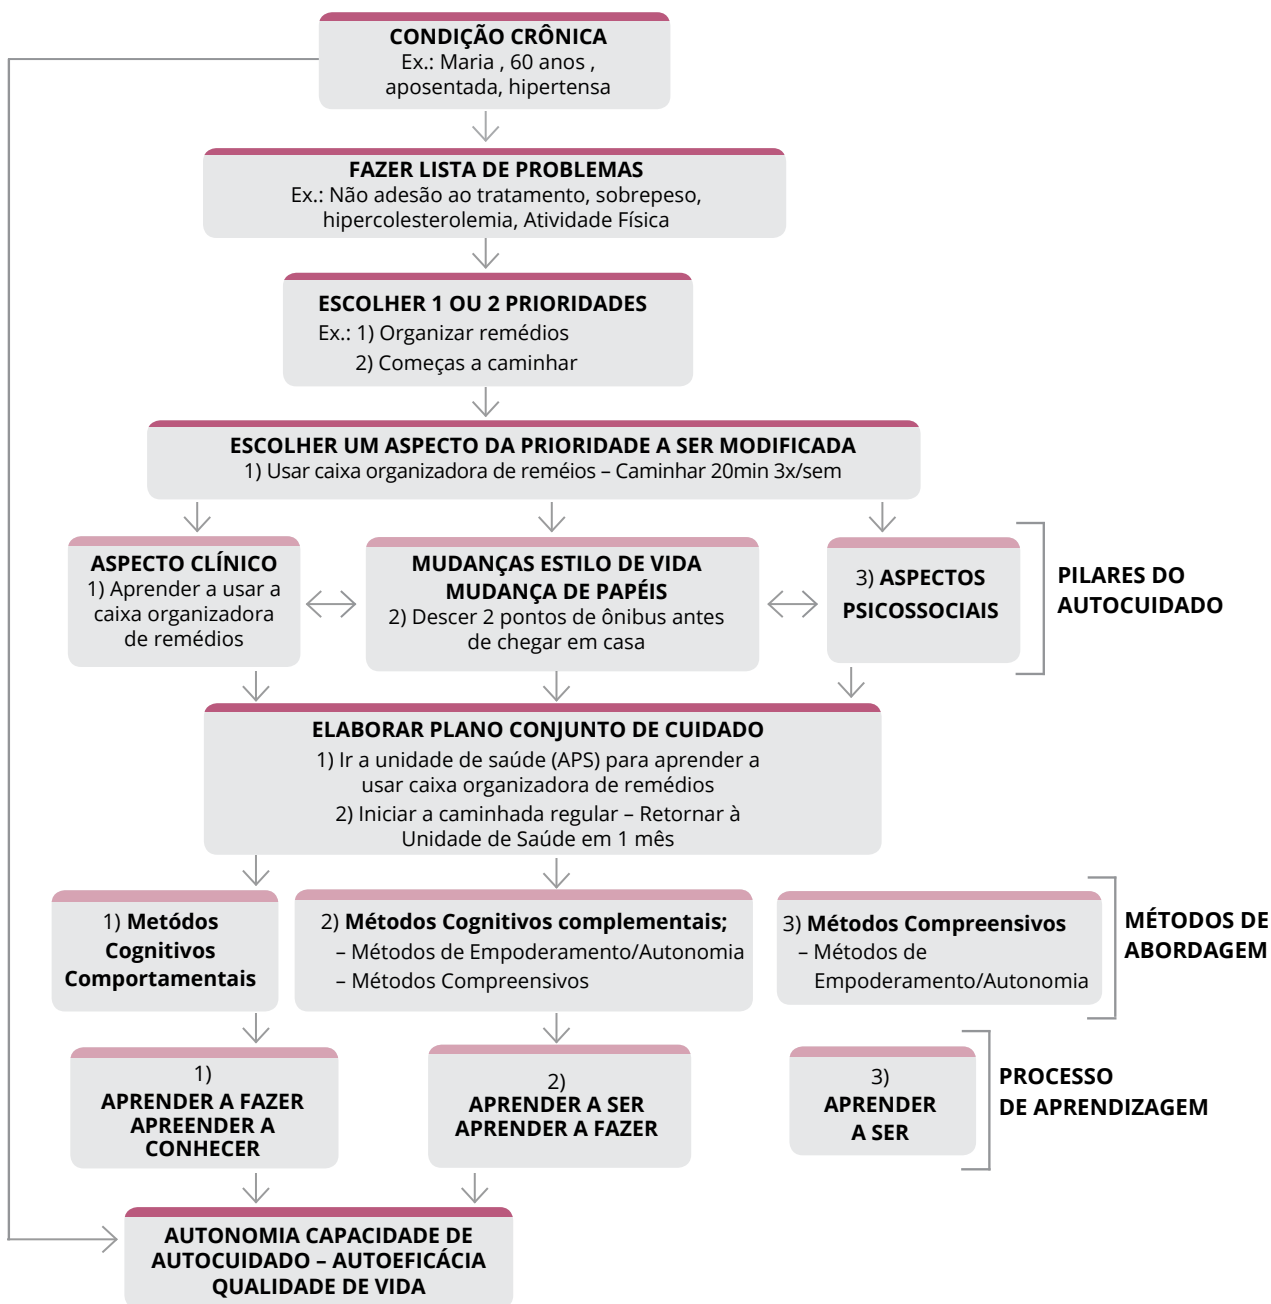 CONDIÇÃO CRÔNICA
Ex.: Maria , 60 anos ,
aposentada, hipertensa
FAZER LISTA DE PROBLEMAS
Ex.: Não adesão ao tratamento, sobrepeso,
hipercolesterolemia, Atividade Física
ESCOLHER 1 OU 2 PRIORIDADES
Ex.: 1) Organizar remédios
2) Começas a caminhar
ESCOLHER UM ASPECTO DA PRIORIDADE A SER MODIFICADA
1) Usar caixa organizadora de reméios – Caminhar 20min 3x/sem
ASPECTO CLÍNICO
1) Aprender a usar a
caixa organizadora
de remédios
MUDANÇAS ESTILO DE VIDA
MUDANÇA DE PAPÉIS
2) Descer 2 pontos de ônibus antes
de chegar em casa
3) ASPECTOS
PSICOSSOCIAIS
PILARES DO
AUTOCUIDADO
ELABORAR PLANO CONJUNTO DE CUIDADO
1) Ir a unidade de saúde (APS) para aprender a
usar caixa organizadora de remédios
2) Iniciar a caminhada regular – Retornar à
Unidade de Saúde em 1 mês
1) Metódos
Cognitivos
Comportamentais
2) Métodos Cognitivos complementais;
– Métodos de Empoderamento/Autonomia
– Métodos Compreensivos
3) Métodos Compreensivos
– Métodos de
Empoderamento/Autonomia
MÉTODOS DE
ABORDAGEM
1)
APRENDER A FAZER
APREENDER A
CONHECER
2)
APRENDER A SER
APRENDER A FAZER
3)
APRENDER
A SER
PROCESSO
DE APRENDIZAGEM
AUTONOMIA CAPACIDADE DE
AUTOCUIDADO – AUTOEFICÁCIA
QUALIDADE DE VIDA